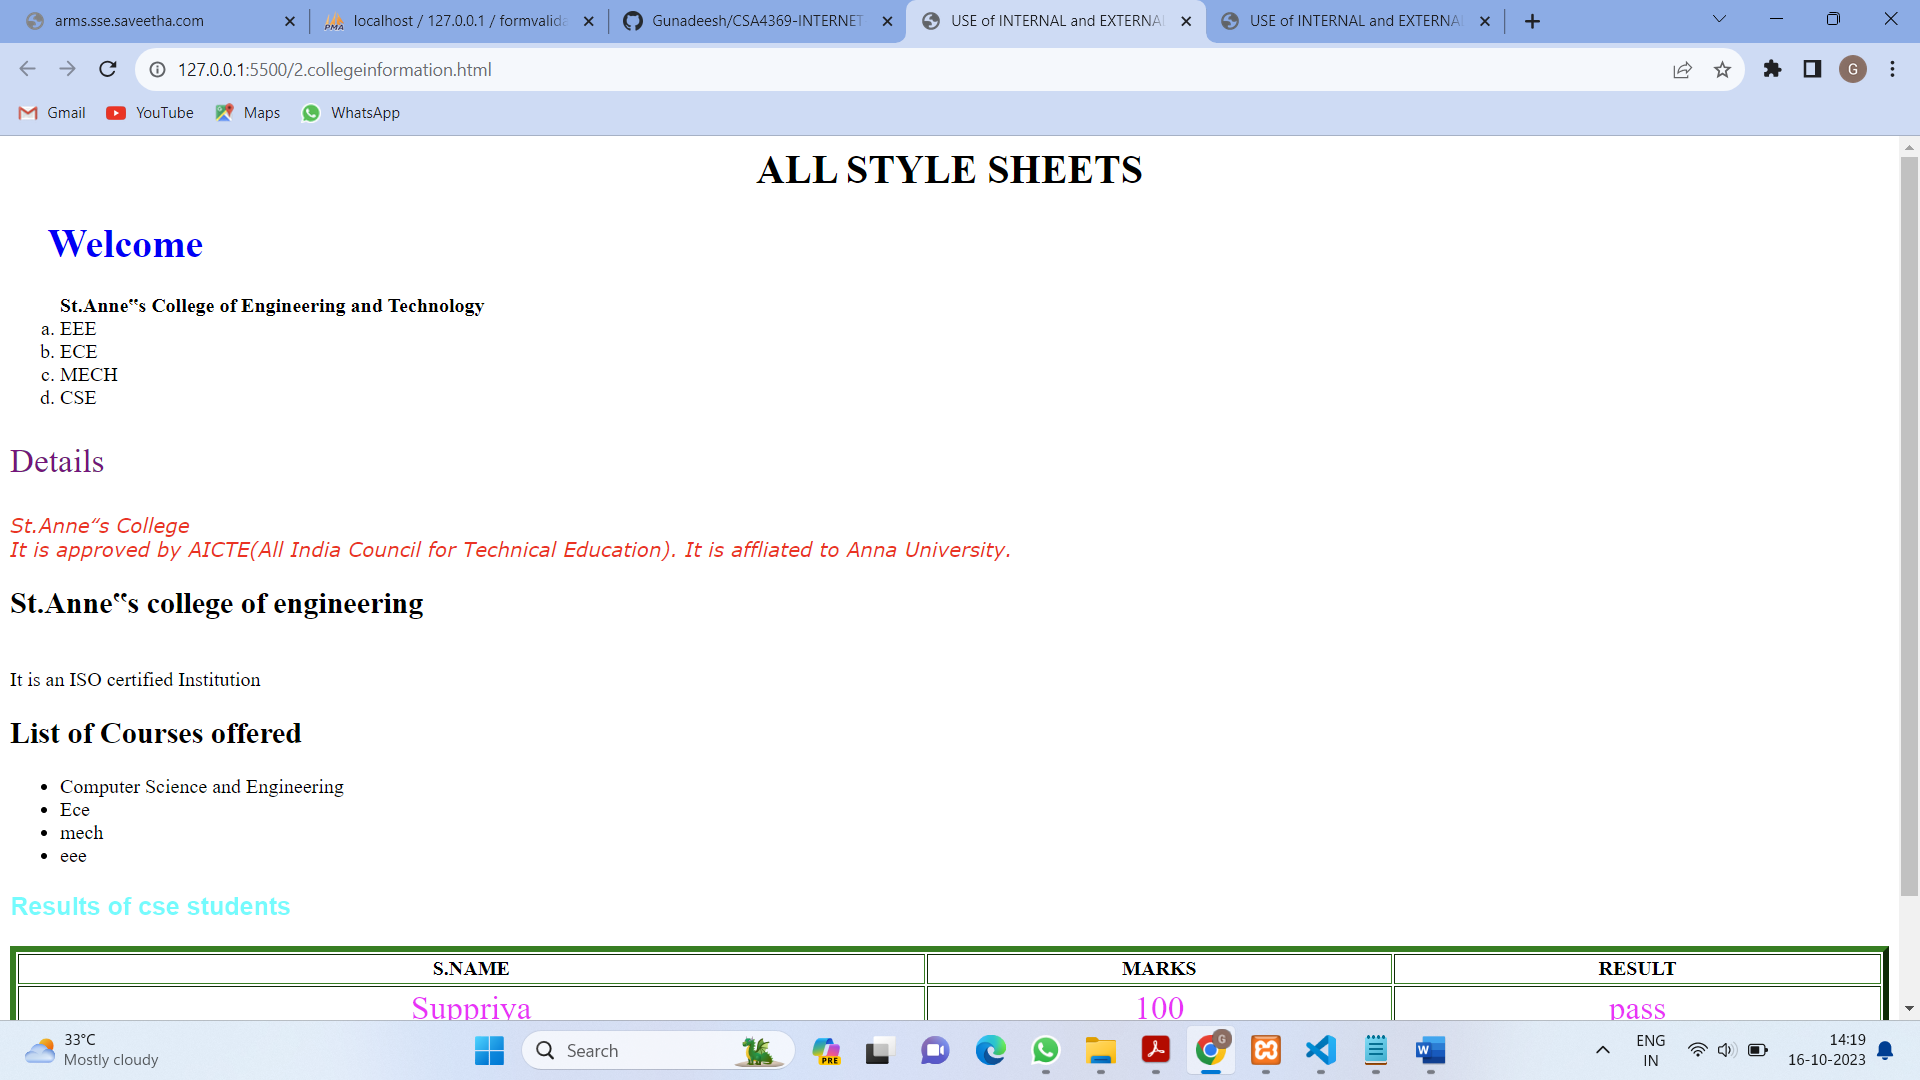 arms.sse.saveetha.com
localhost / 127.0.0.1 / formvalida
Gunadeesh/CSA4369-INTERNET
USE of INTERNAL and EXTERNAL
USE of INTERNAL and EXTERNAL
127.0.0.1:5500/2.collegeinformation.html
G
Gmail
YouTube
Maps
WhatsApp
ALL STYLE SHEETS
Welcome
St.Anne‟s College of Engineering and Technology
a. EEE
b. ECE
c. MECH
d. CSE
Details
St.Anne‟s College
It is approved by AICTE(All India Council for Technical Education). It is affliated to Anna University.
St.Anne‟s college of engineering
It is an ISO certified Institution
List of Courses offered
• Computer Science and Engineering
• Ece
• mech
• eee
Results of cse students
S.NAME MARKS RESULT
Suppriya 100 pass
33°C
Mostly cloudy
Search
PRE
G
ENG
IN
14:19
16-10-2023